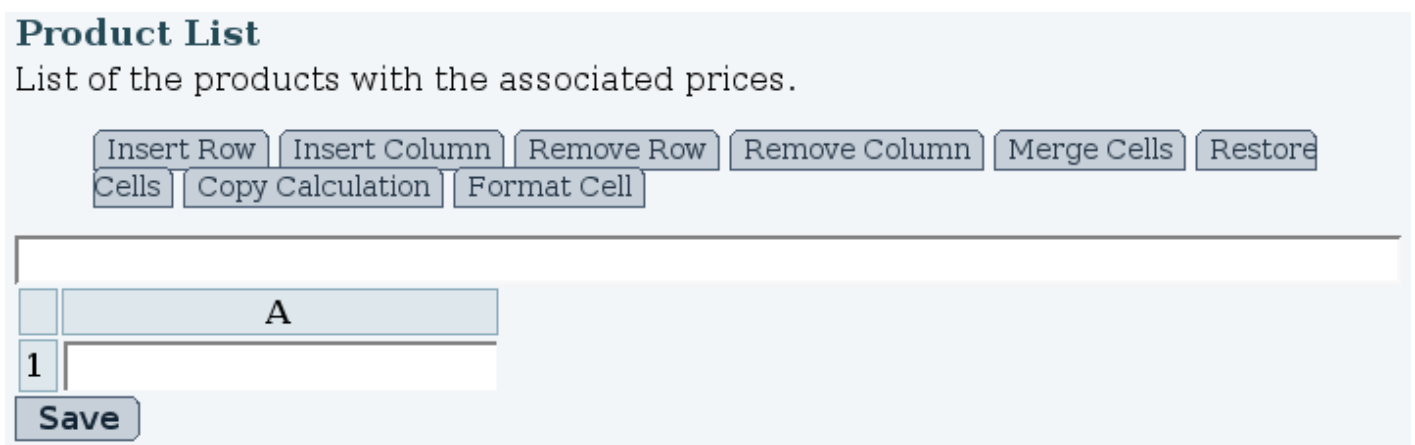 Product List
List of the products with the associated prices.
Insert Row Insert Column Remove Row Remove Column Merge Cells Restore
Cells Copy Calculation Format Cell
A
1
Save